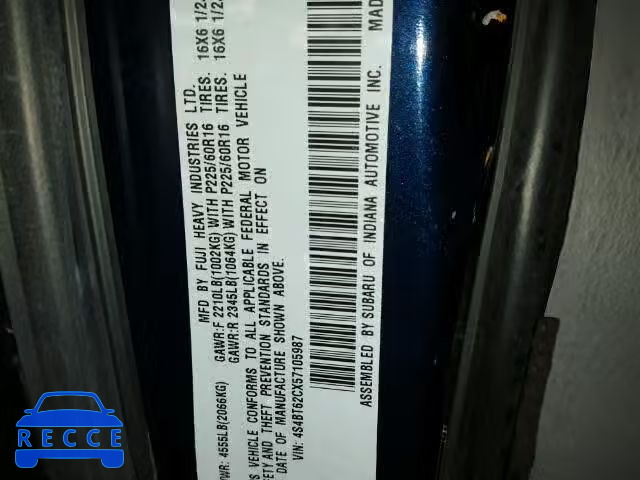 MFD BY FUJI HEAVY INDUSTRIES LTD.
GAWR:F 2210LB(1002KG) WITH P225/60R16 TIRES. 16X6 1/2
GAWR:R 2345LB(1064KG) WITH P225/60R16 TIRES. 16X6 1/2
4555LB(2066KG)
VEHICLE CONFORMS TO ALL APPLICABLE FEDERAL MOTOR VEHICLE
AND THEFT PREVENTION STANDARDS IN EFFECT ON
DATE OF MANUFACTURE SHOWN ABOVE.
VIN: 4S4BT62CX57105987
ASSEMBLED BY SUBARU OF INDIANA AUTOMOTIVE INC. MAD
RECCE